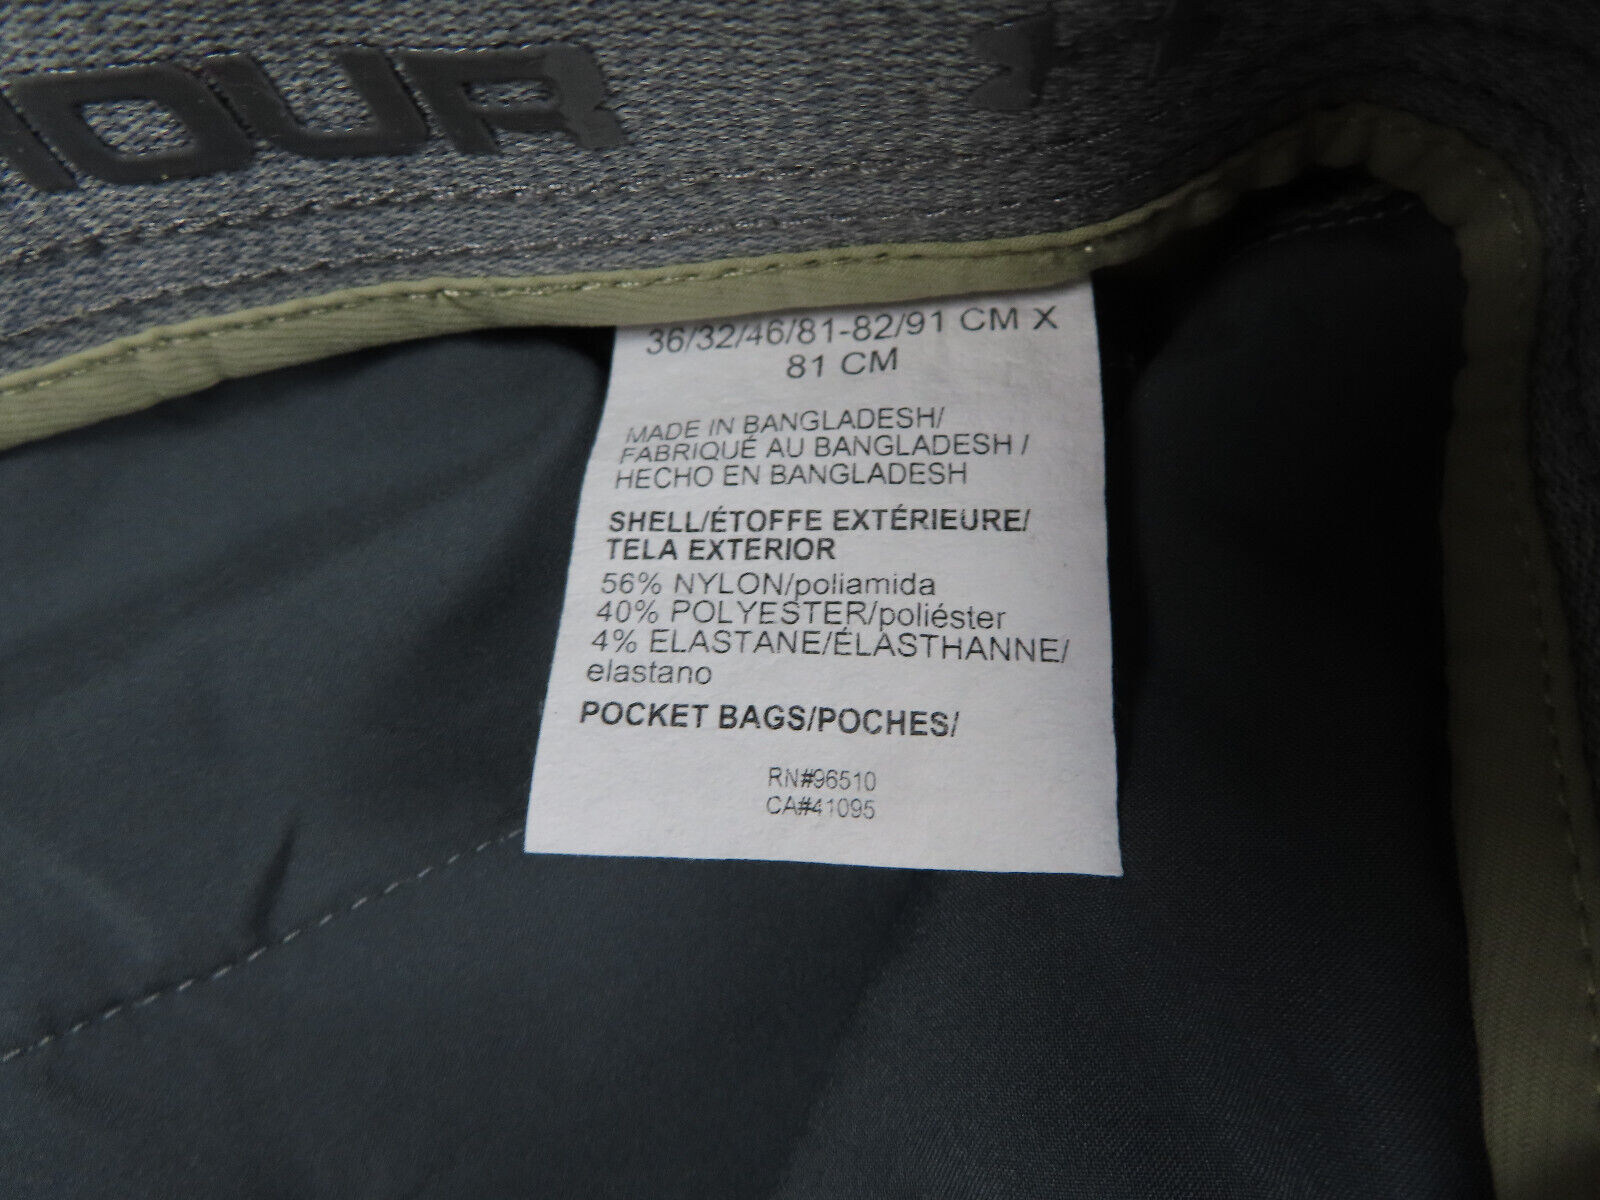 OUR
36/32/46/81-82/91 CM X
81 CM
MADE IN BANGLADESH/
FABRIQUÉ AU BANGLADESH /
HECHO EN BANGLADESH
SHELL/ÉTOFFE EXTÉRIEURE/
TELA EXTERIOR
56% NYLON/poliamida
40% POLYESTER/poliéster
4% ELASTANE/ÉLASTHANNE/
elastano
POCKET BAGS/POCHES/
RN#96510
CA#41095